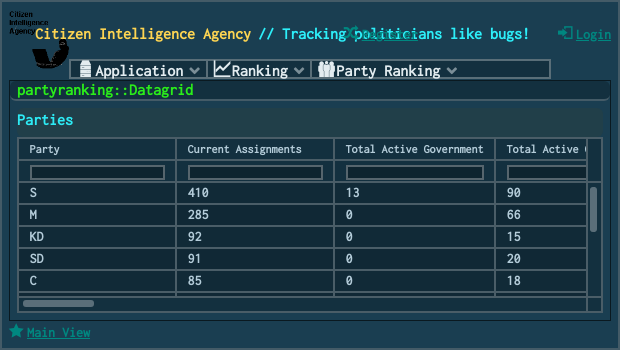 Citizen
Intelligence
Agency
Citizen Intelligence Agency // Tracking politicians like bugs!
Register
Login
Application
Ranking
Party Ranking
partyranking::Datagrid
Parties
Party Current Assignments Total Active Government Total Active
S 410 13 90
M 285 0 66
KD 92 0 15
SD 91 0 20
C 85 0 18
Main View